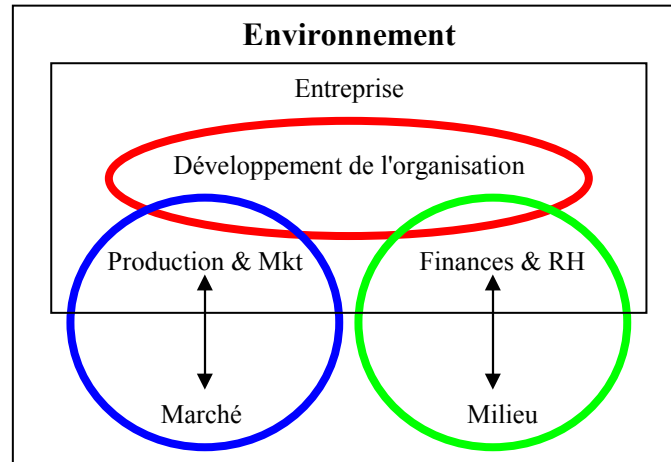 Environnement
Entreprise
Développement de l'organisation
Production & Mkt
Finances & RH
Marché
Milieu